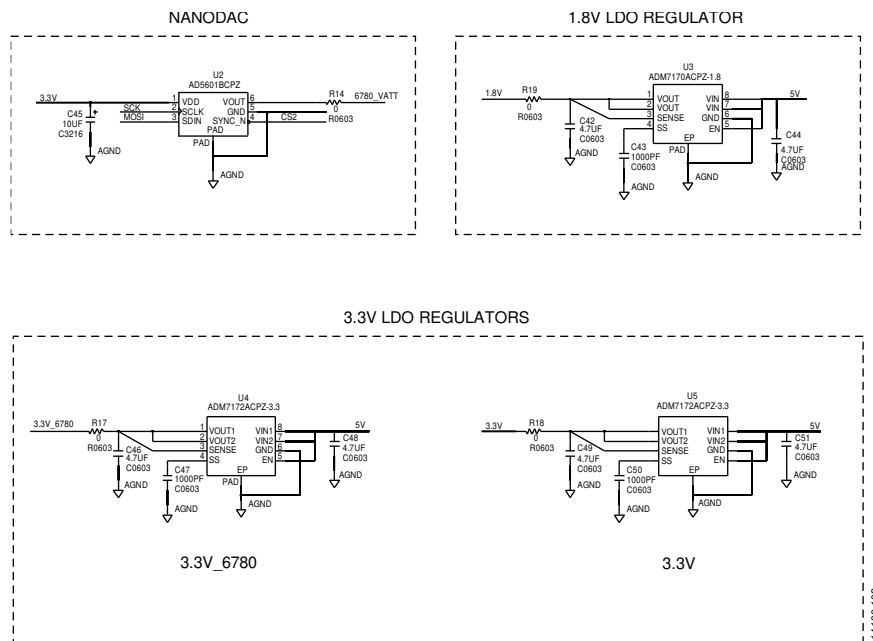 NANODAC
1.8V LDO REGULATOR
U2
AD5601BCPZ
3.3V
SCK
MOSI
C45
10UF
C3216
+
AGND
1 VDD
2 SCLK
3 SDIN
VOUT 6
GND 5
SYNC_N 4
PAD
PAD
CS2
R14
0
R0603
6780_VATT
AGND
U3
ADM7170ACPZ-1.8
1.8V
R19
0
R0603
C42
4.7UF
C0603
AGND
C43
1000PF
C0603
AGND
1 VOUT
2 VOUT
3 SENSE
4 SS
VIN 8
VIN 7
GND 6
EN 5
EP
PAD
AGND
5V
C44
4.7UF
C0603
AGND
3.3V LDO REGULATORS
U4
ADM7172ACPZ-3.3
3.3V_6780
R17
0
R0603
C46
4.7UF
C0603
AGND
C47
1000PF
C0603
AGND
1 VOUT1
2 VOUT2
3 SENSE
4 SS
VIN1 8
VIN2 7
GND 6
EN 5
EP
PAD
AGND
5V
C48
4.7UF
C0603
AGND
3.3V_6780
U5
ADM7172ACPZ-3.3
3.3V
R18
0
R0603
C49
4.7UF
C0603
AGND
C50
1000PF
C0603
AGND
VOUT1
VOUT2
SENSE
SS
VIN1
VIN2
GND
EN
EP
AGND
5V
C51
4.7UF
C0603
AGND
3.3V